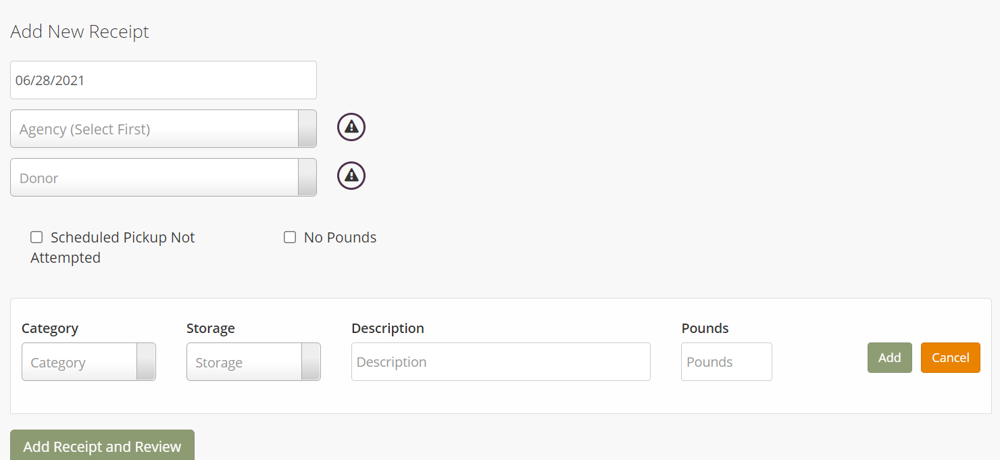 Add New Receipt
06/28/2021
Agency (Select First)
Donor
Scheduled Pickup Not
Attempted
No Pounds
Category Storage Description Pounds
Category Storage Description Pounds Add Cancel
Add Receipt and Review